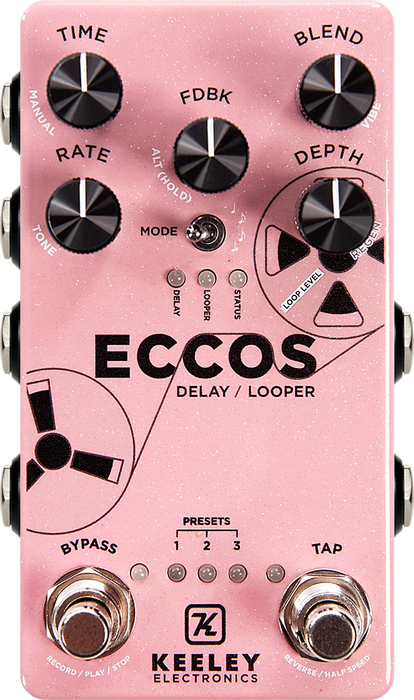 TIME
BLEND
FDBK
MANUAL
VIBE
RATE
ALT (HOLD)
DEPTH
TONE
MODE
REGEN
LOOP LEVEL
DELAY
LOOPER
STATUS
ECCOS
DELAY / LOOPER
PRESETS
BYPASS
1 2 3
TAP
RECORD / PLAY / STOP
REVERSE / HALF SPEED
KEELEY
ELECTRONICS